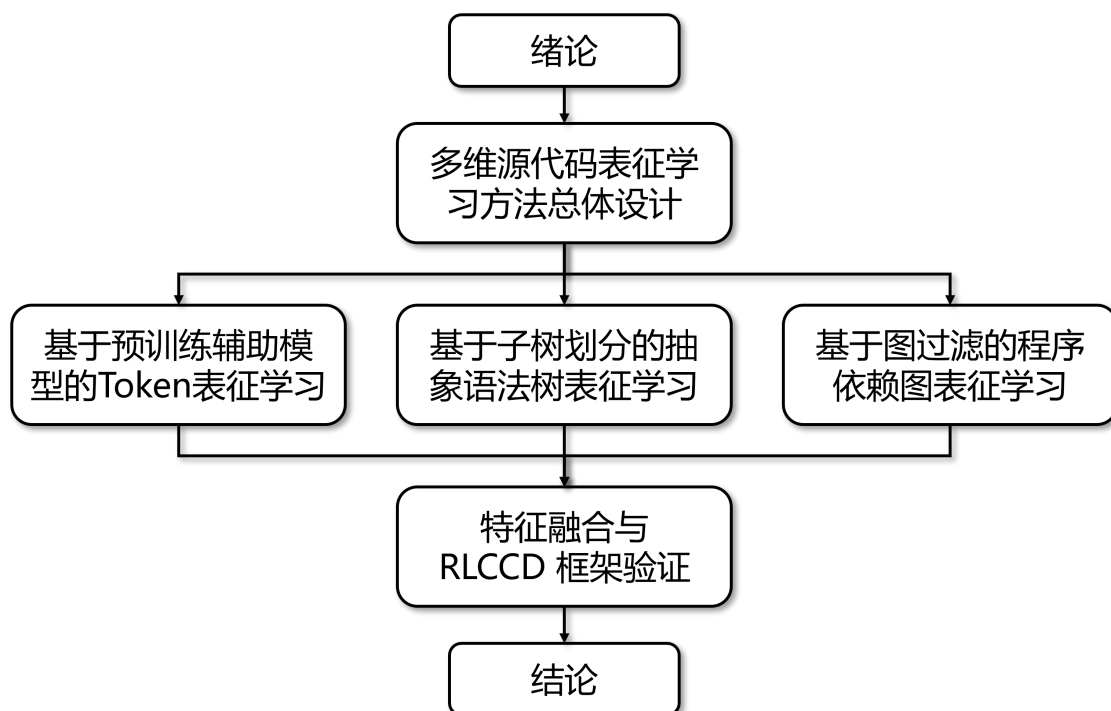 绪论
多维源代码表征学
习方法总体设计
基于预训练辅助模
型的Token表征学习
基于子树划分的抽
象语法树表征学习
基于图过滤的程序
依赖图表征学习
特征融合与
RLCCD 框架验证
结论